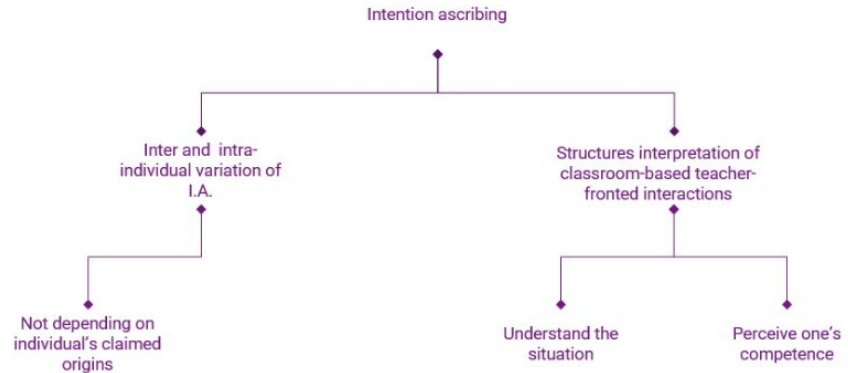 Intention ascribing
Inter and intra-
individual variation of
I.A.
Structures interpretation of
classroom-based teacher-
fronted interactions
Not depending on
individual's claimed
origins
Understand the
situation
Perceive one's
competence